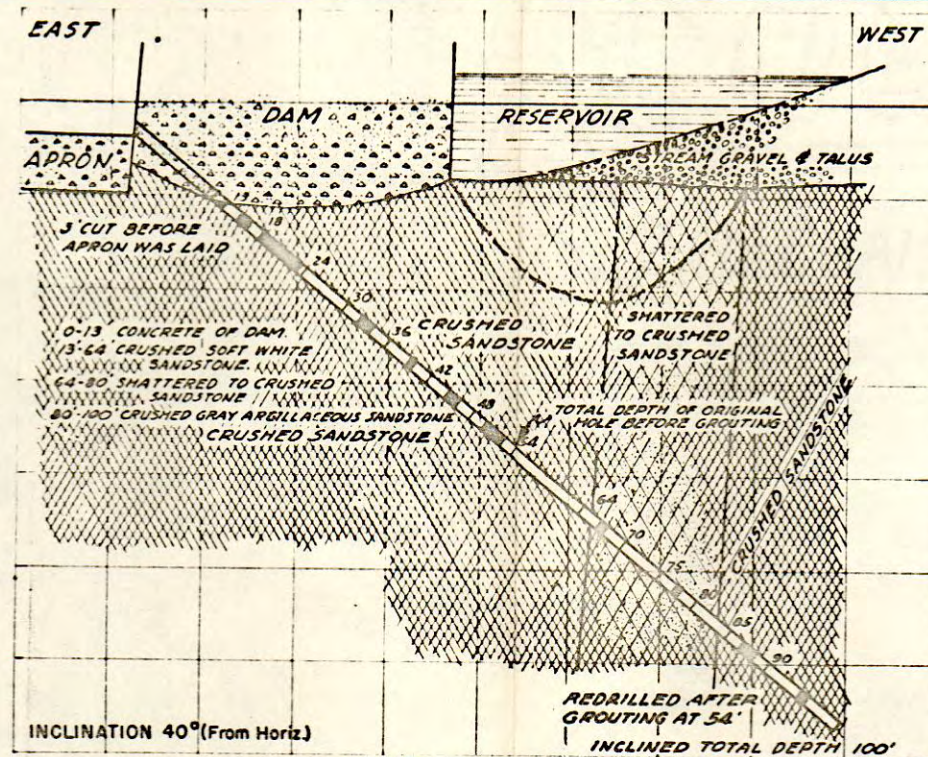 EAST
WEST
DAM
RESERVOIR
APRON
STREAM GRAVEL & TALUS
13
18
3' CUT BEFORE
APRON WAS LAID
24
30
36
CRUSHED
SANDSTONE
SHATTERED
TO CRUSHED
SANDSTONE
0-13' CONCRETE OF DAM.
13'-64' CRUSHED SOFT WHITE
SANDSTONE.
64-80' SHATTERED TO CRUSHED
SANDSTONE
80'-100' CRUSHED GRAY ARGILLACEOUS SANDSTONE
CRUSHED SANDSTONE
42
48
54
TOTAL DEPTH OF ORIGINAL
HOLE BEFORE GROUTING
CRUSHED SANDSTONE
64
70
75
80
85
90
REDRILLED AFTER
GROUTING AT 54'
INCLINATION 40° (From Horiz.)
INCLINED TOTAL DEPTH 100'